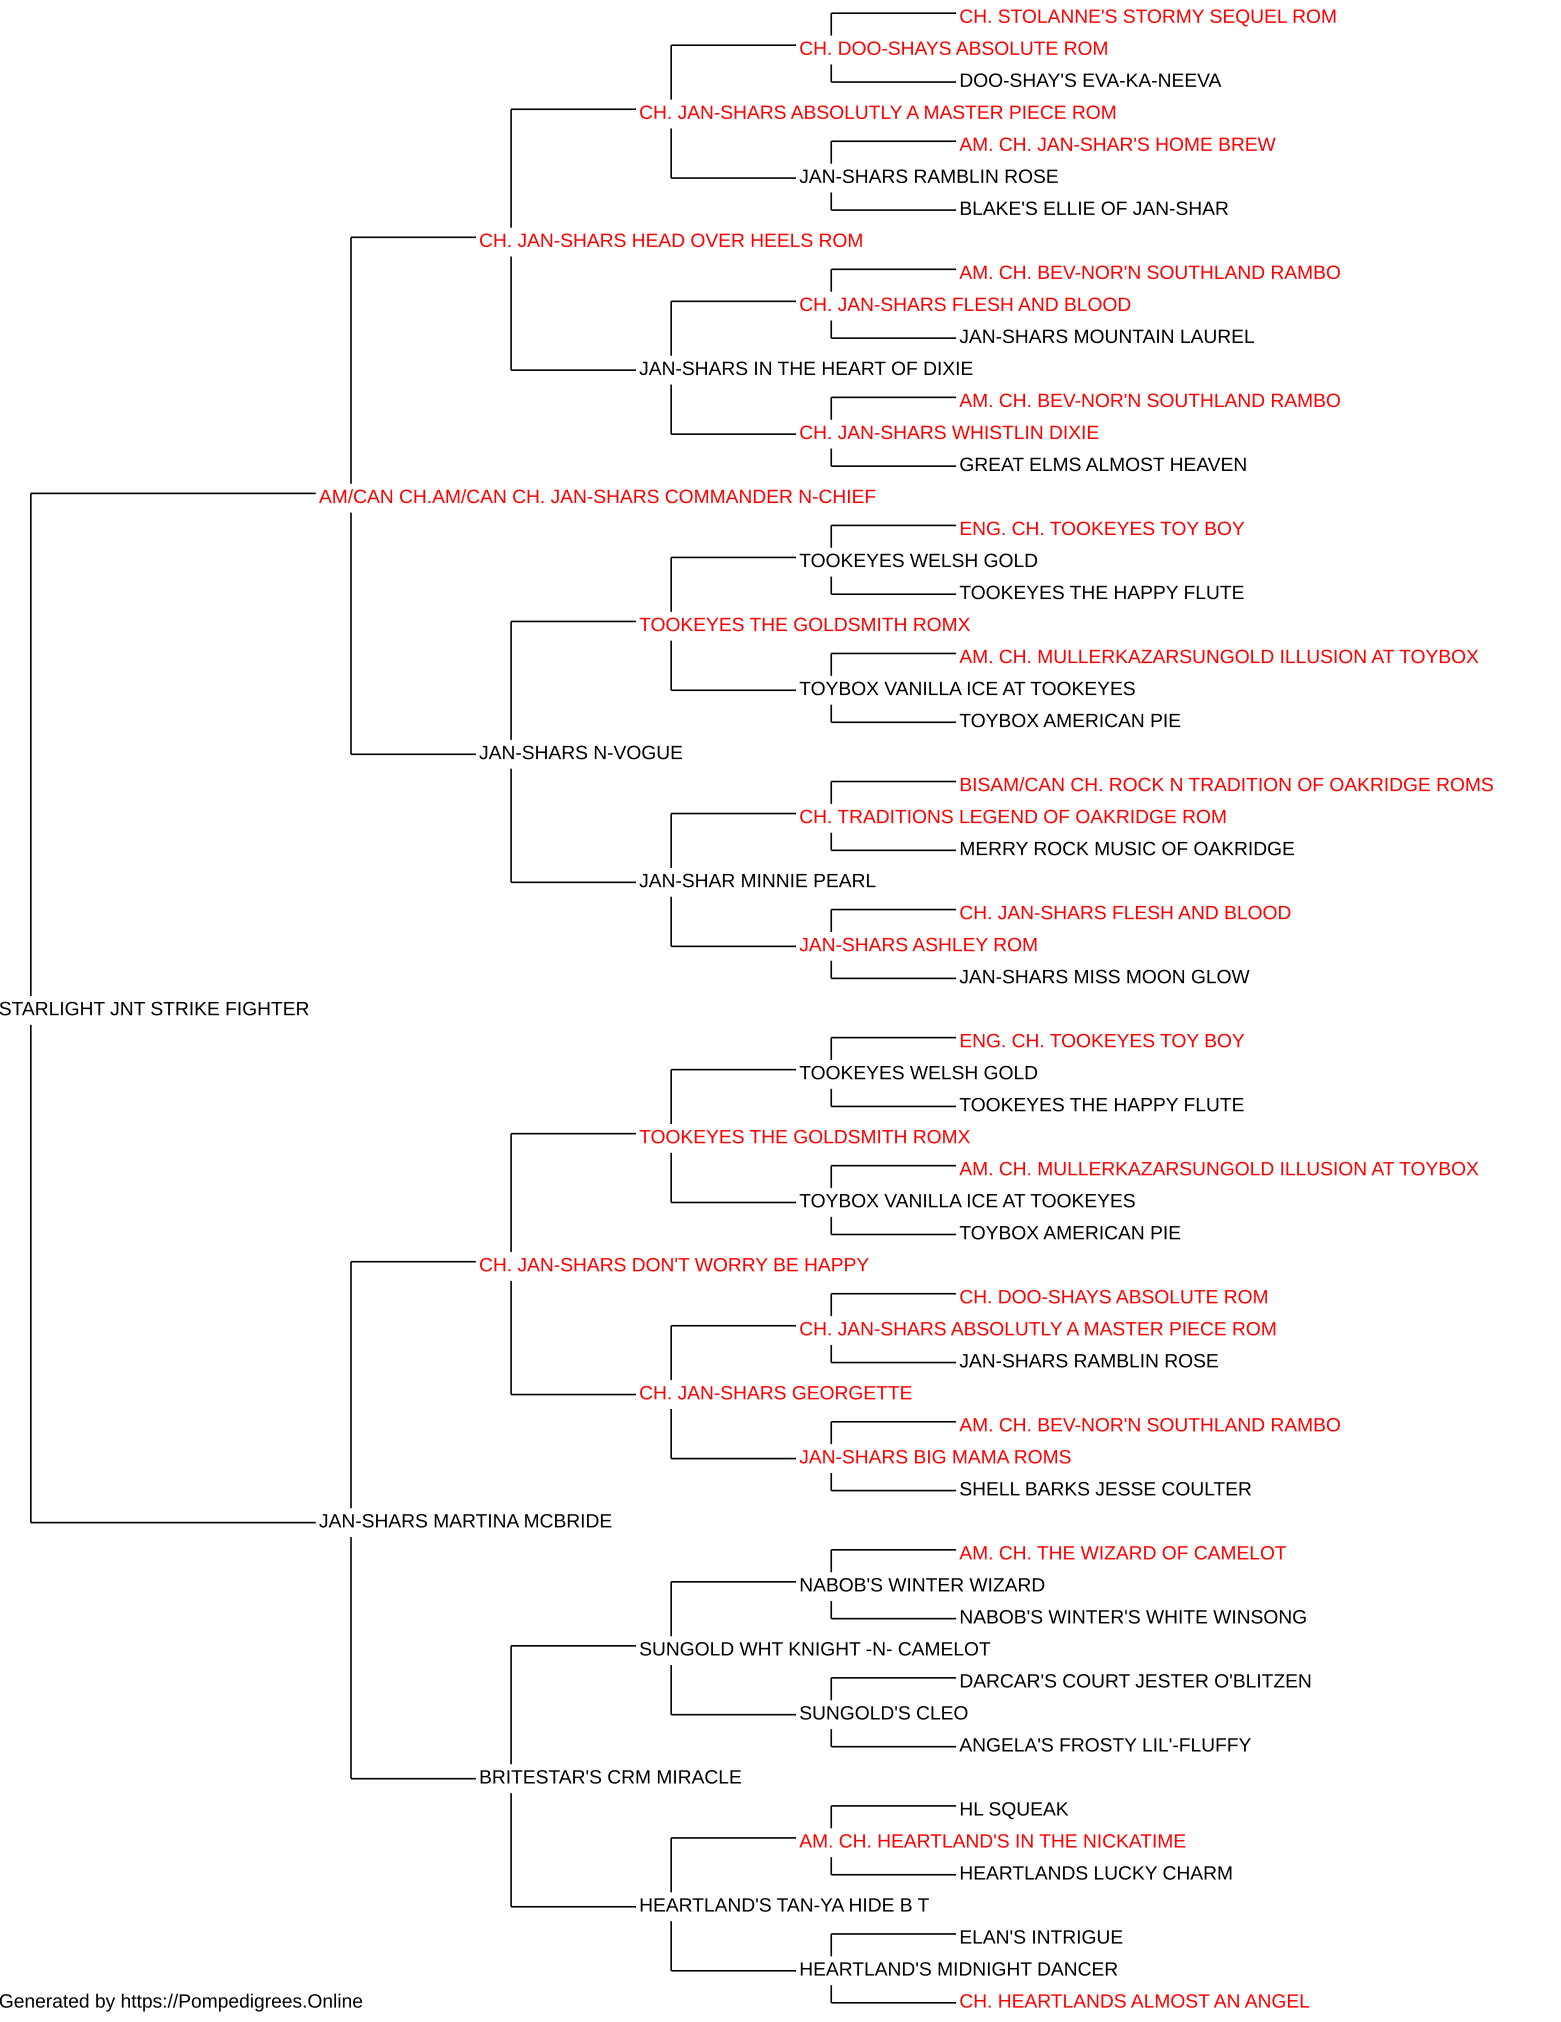 CH. STOLANNE'S STORMY SEQUEL ROM
CH. DOO-SHAYS ABSOLUTE ROM
DOO-SHAY'S EVA-KA-NEEVA
CH. JAN-SHARS ABSOLUTLY A MASTER PIECE ROM
AM. CH. JAN-SHAR'S HOME BREW
JAN-SHARS RAMBLIN ROSE
BLAKE'S ELLIE OF JAN-SHAR
CH. JAN-SHARS HEAD OVER HEELS ROM
AM. CH. BEV-NOR'N SOUTHLAND RAMBO
CH. JAN-SHARS FLESH AND BLOOD
JAN-SHARS MOUNTAIN LAUREL
JAN-SHARS IN THE HEART OF DIXIE
AM. CH. BEV-NOR'N SOUTHLAND RAMBO
CH. JAN-SHARS WHISTLIN DIXIE
GREAT ELMS ALMOST HEAVEN
AM/CAN CH.AM/CAN CH. JAN-SHARS COMMANDER N-CHIEF
ENG. CH. TOOKEYES TOY BOY
TOOKEYES WELSH GOLD
TOOKEYES THE HAPPY FLUTE
TOOKEYES THE GOLDSMITH ROMX
AM. CH. MULLERKAZARSUNGOLD ILLUSION AT TOYBOX
TOYBOX VANILLA ICE AT TOOKEYES
TOYBOX AMERICAN PIE
JAN-SHARS N-VOGUE
BISAM/CAN CH. ROCK N TRADITION OF OAKRIDGE ROMS
CH. TRADITIONS LEGEND OF OAKRIDGE ROM
MERRY ROCK MUSIC OF OAKRIDGE
JAN-SHAR MINNIE PEARL
CH. JAN-SHARS FLESH AND BLOOD
JAN-SHARS ASHLEY ROM
JAN-SHARS MISS MOON GLOW
STARLIGHT JNT STRIKE FIGHTER
ENG. CH. TOOKEYES TOY BOY
TOOKEYES WELSH GOLD
TOOKEYES THE HAPPY FLUTE
TOOKEYES THE GOLDSMITH ROMX
AM. CH. MULLERKAZARSUNGOLD ILLUSION AT TOYBOX
TOYBOX VANILLA ICE AT TOOKEYES
TOYBOX AMERICAN PIE
CH. JAN-SHARS DON'T WORRY BE HAPPY
CH. DOO-SHAYS ABSOLUTE ROM
CH. JAN-SHARS ABSOLUTLY A MASTER PIECE ROM
JAN-SHARS RAMBLIN ROSE
CH. JAN-SHARS GEORGETTE
AM. CH. BEV-NOR'N SOUTHLAND RAMBO
JAN-SHARS BIG MAMA ROMS
SHELL BARKS JESSE COULTER
JAN-SHARS MARTINA MCBRIDE
AM. CH. THE WIZARD OF CAMELOT
NABOB'S WINTER WIZARD
NABOB'S WINTER'S WHITE WINSONG
SUNGOLD WHT KNIGHT -N- CAMELOT
DARCAR'S COURT JESTER O'BLITZEN
SUNGOLD'S CLEO
ANGELA'S FROSTY LIL'-FLUFFY
BRITESTAR'S CRM MIRACLE
HL SQUEAK
AM. CH. HEARTLAND'S IN THE NICKATIME
HEARTLANDS LUCKY CHARM
HEARTLAND'S TAN-YA HIDE B T
ELAN'S INTRIGUE
HEARTLAND'S MIDNIGHT DANCER
CH. HEARTLANDS ALMOST AN ANGEL
Generated by https://Pompedigrees.Online